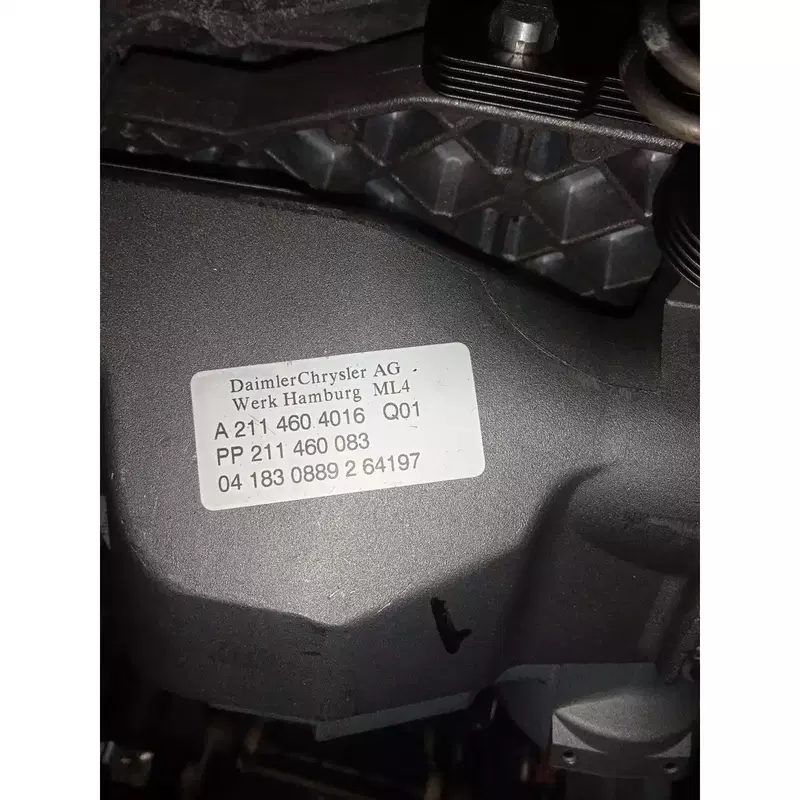 DaimlerChrysler AG
Werk Hamburg ML4
A 211 460 4016 Q01
PP 211 460 083
04 183 0889 2 64197